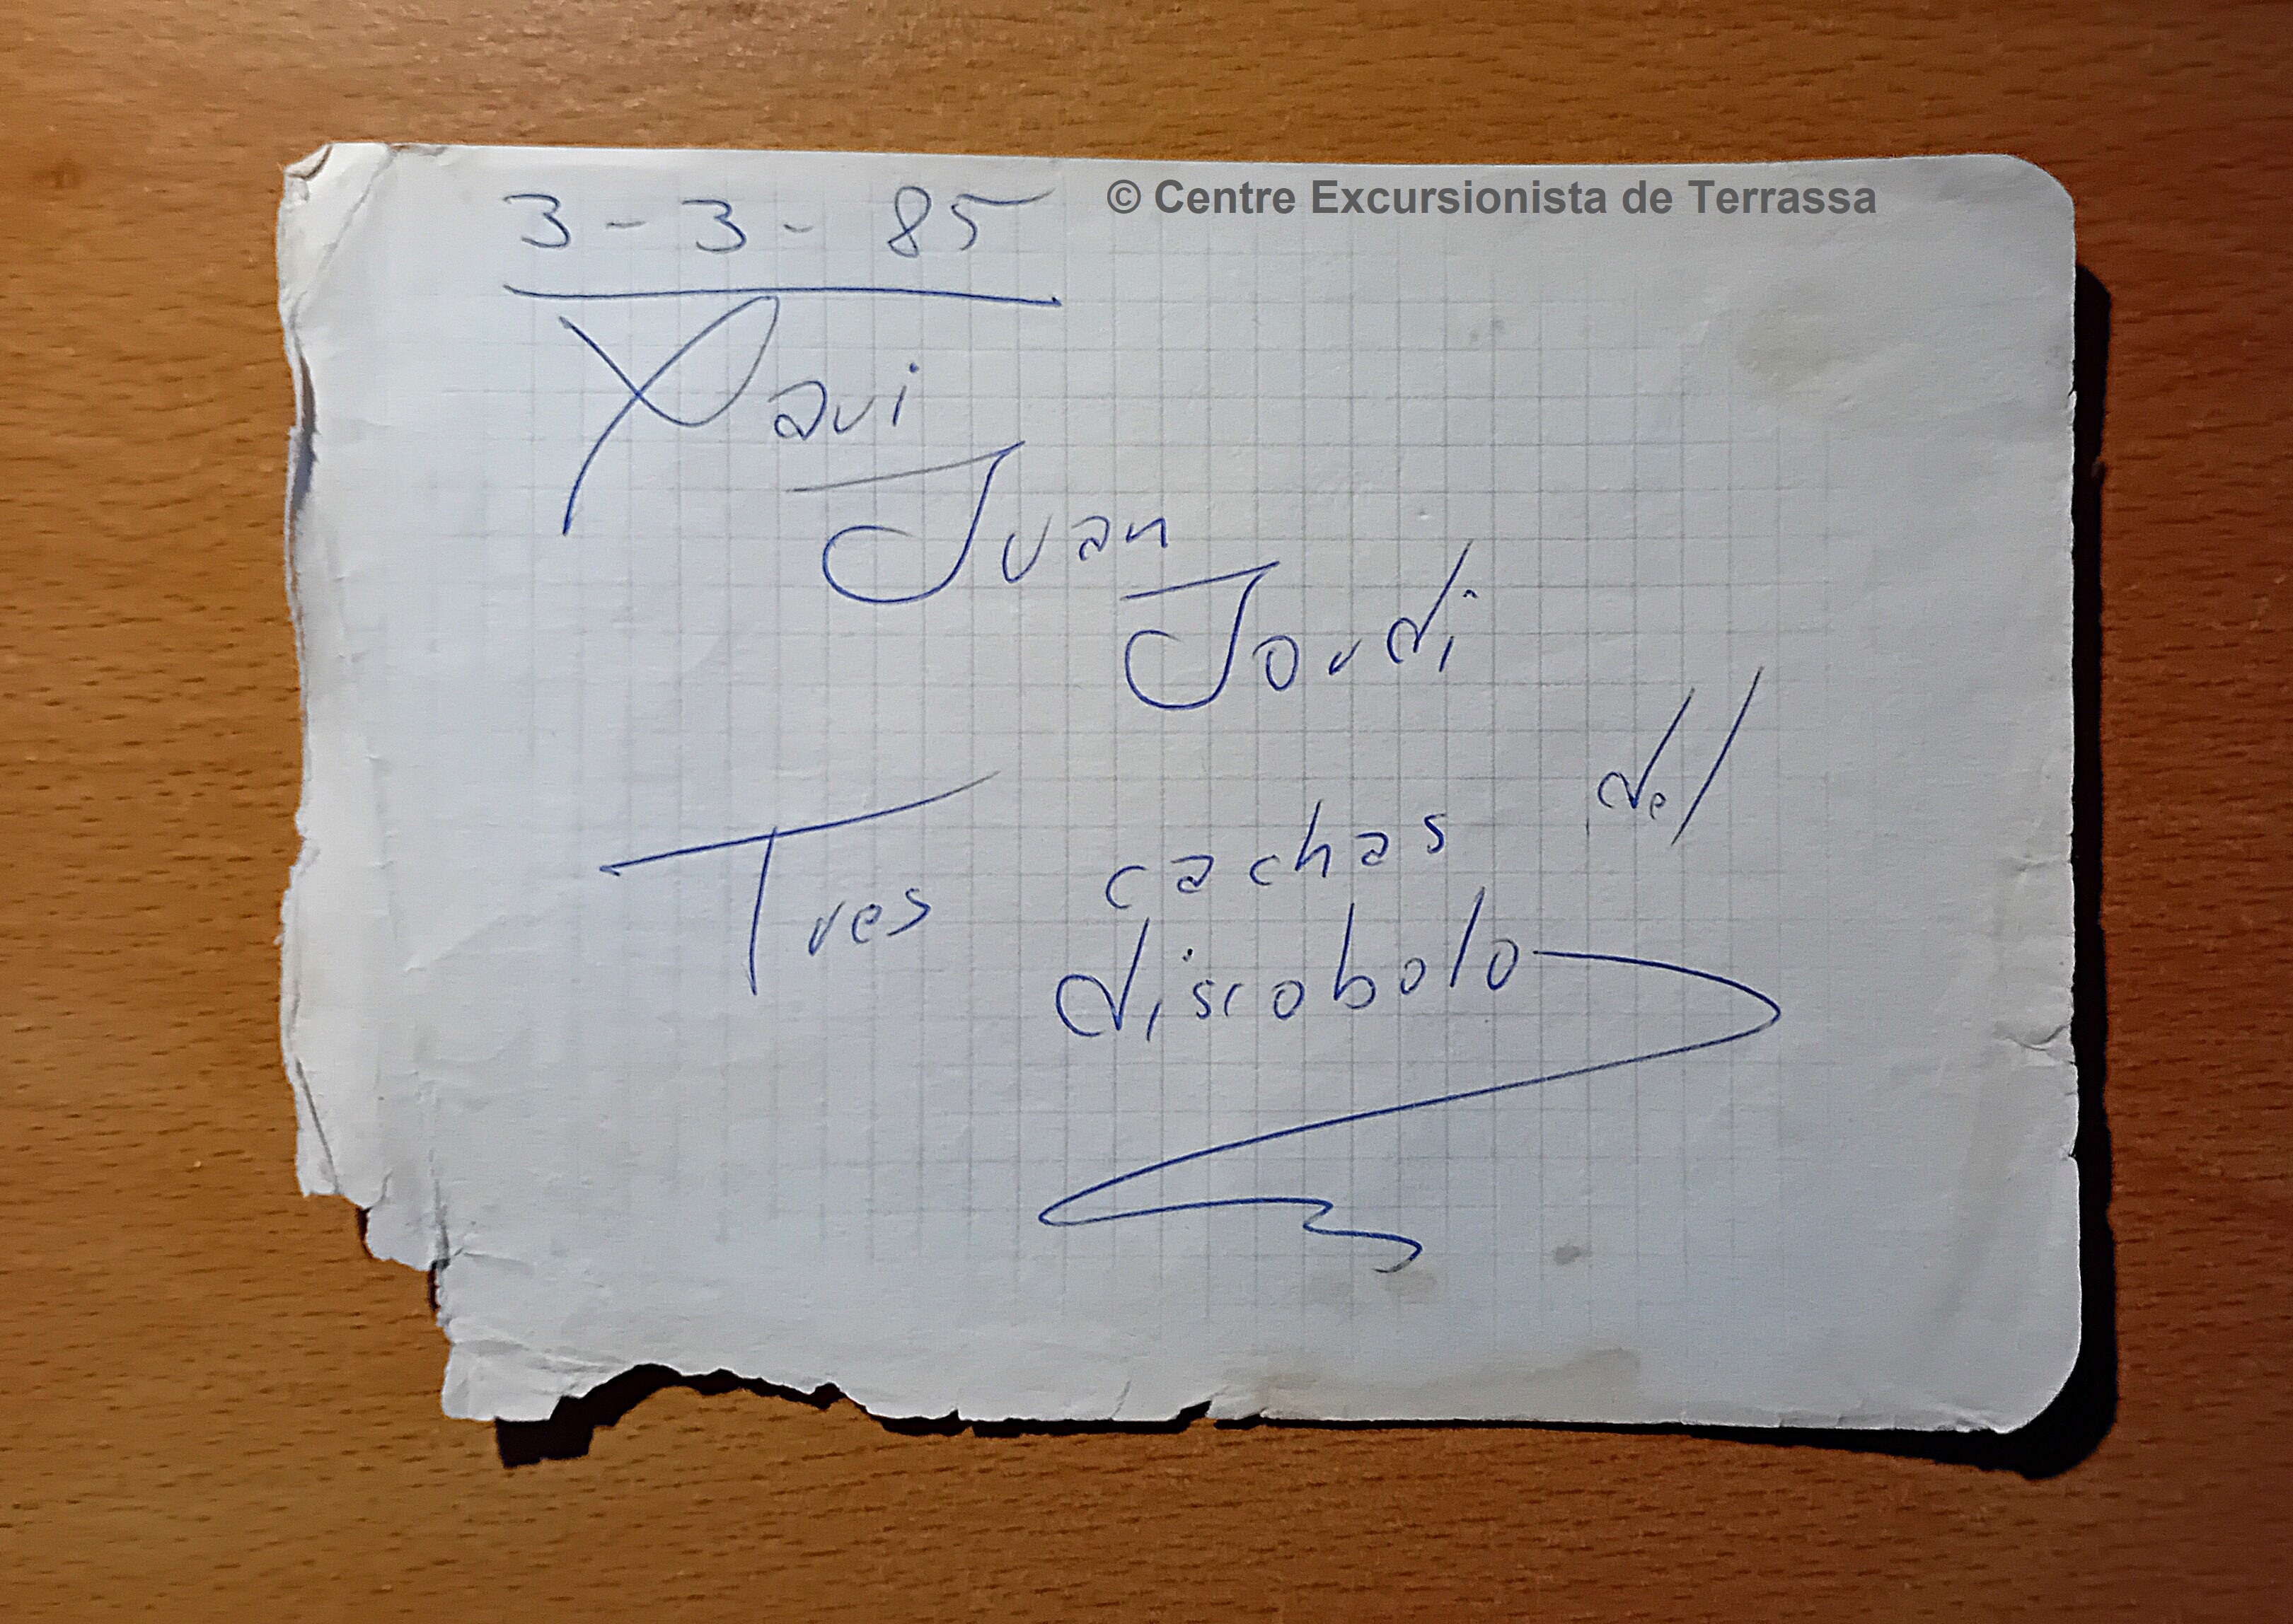 3 - 3 - 85
© Centre Excursionista de Terrassa
Xavi
Juan
Jordi
Tres cachas del
discobolo